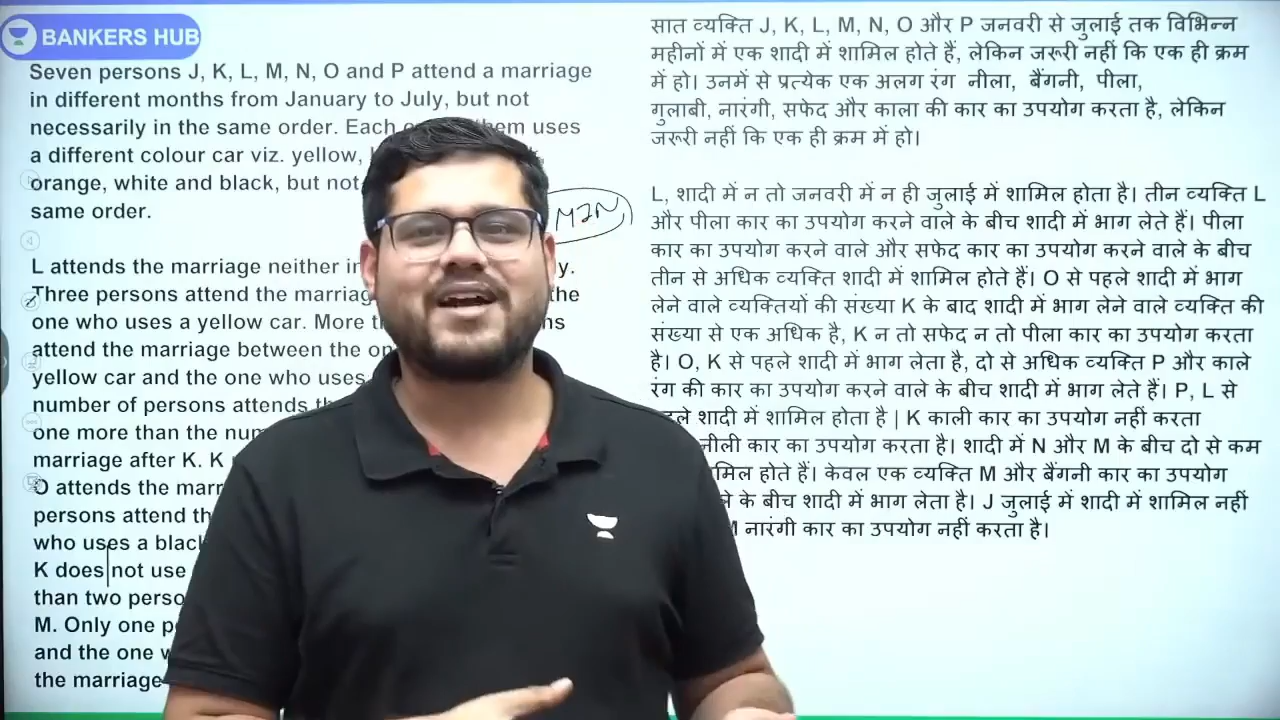 BANKERS HUB
Seven persons J, K, L, M, N, O and P attend a marriage
in different months from January to July, but not
necessarily in the same order. Each them uses
a different colour car viz. yellow,
orange, white and black, but not
same order.
M2N
L attends the marriage neither in y.
Three persons attend the the
one who uses a yellow car. More
attend the marriage between the
yellow car and the one who uses
number of persons attends
one more than the
marriage after K. K
O attends the
persons attend
who uses a
K does not use
than two
M. Only one
and the one
the marriage
सात व्यक्ति J, K, L, M, N, O और P जनवरी से जुलाई तक विभिन्न
महीनों में एक शादी में शामिल होते हैं, लेकिन जरूरी नहीं कि एक ही क्रम
में हो। उनमें से प्रत्येक एक अलग रंग नीला, बैंगनी, पीला,
गुलाबी, नारंगी, सफेद और काला की कार का उपयोग करता है, लेकिन
जरूरी नहीं कि एक ही क्रम में हो।
L, शादी में न तो जनवरी में न ही जुलाई में शामिल होता है। तीन व्यक्ति L
और पीला कार का उपयोग करने वाले के बीच शादी में भाग लेते हैं। पीला
कार का उपयोग करने वाले और सफेद कार का उपयोग करने वाले के बीच
तीन से अधिक व्यक्ति शादी में शामिल होते हैं। O से पहले शादी में भाग
लेने वाले व्यक्तियों की संख्या K के बाद शादी में भाग लेने वाले व्यक्ति की
संख्या से एक अधिक है, K न तो सफेद न तो पीला कार का उपयोग करता
है। O, K से पहले शादी में भाग लेता है, दो से अधिक व्यक्ति P और काले
रंग की कार का उपयोग करने वाले के बीच शादी में भाग लेते हैं। P, L से
शादी में शामिल होता है | K काली कार का उपयोग नहीं करता
नीली कार का उपयोग करता है। शादी में N और M के बीच दो से कम
होते हैं। केवल एक व्यक्ति M और बैंगनी कार का उपयोग
के बीच शादी में भाग लेता है। J जुलाई में शादी में शामिल नहीं
नारंगी कार का उपयोग नहीं करता है।